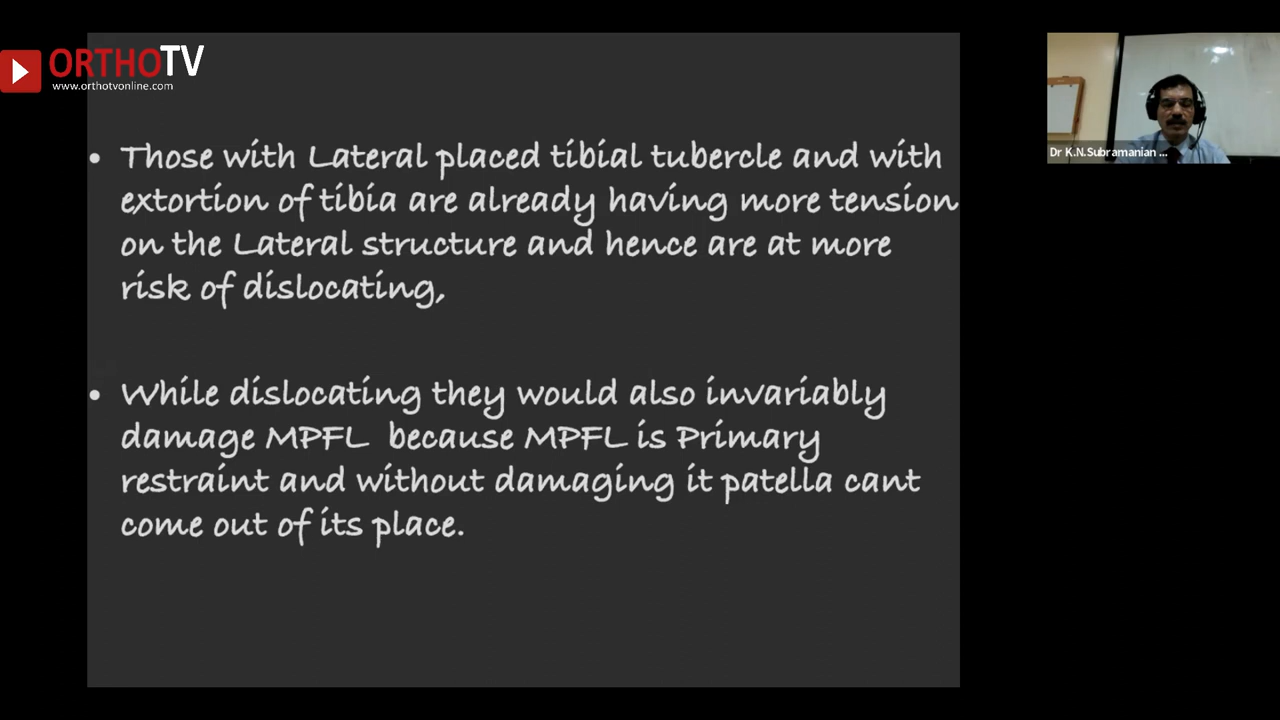 ORTHOTV
www.orthotvonline.com
• Those with Lateral placed tibial tubercle and with
extortion of tibia are already having more tension
on the Lateral structure and hence are at more
risk of dislocating,
• While dislocating they would also invariably
damage MPFL because MPFL is Primary
restraint and without damaging it patella cant
come out of its place.
Dr K.N.Subramanian ...